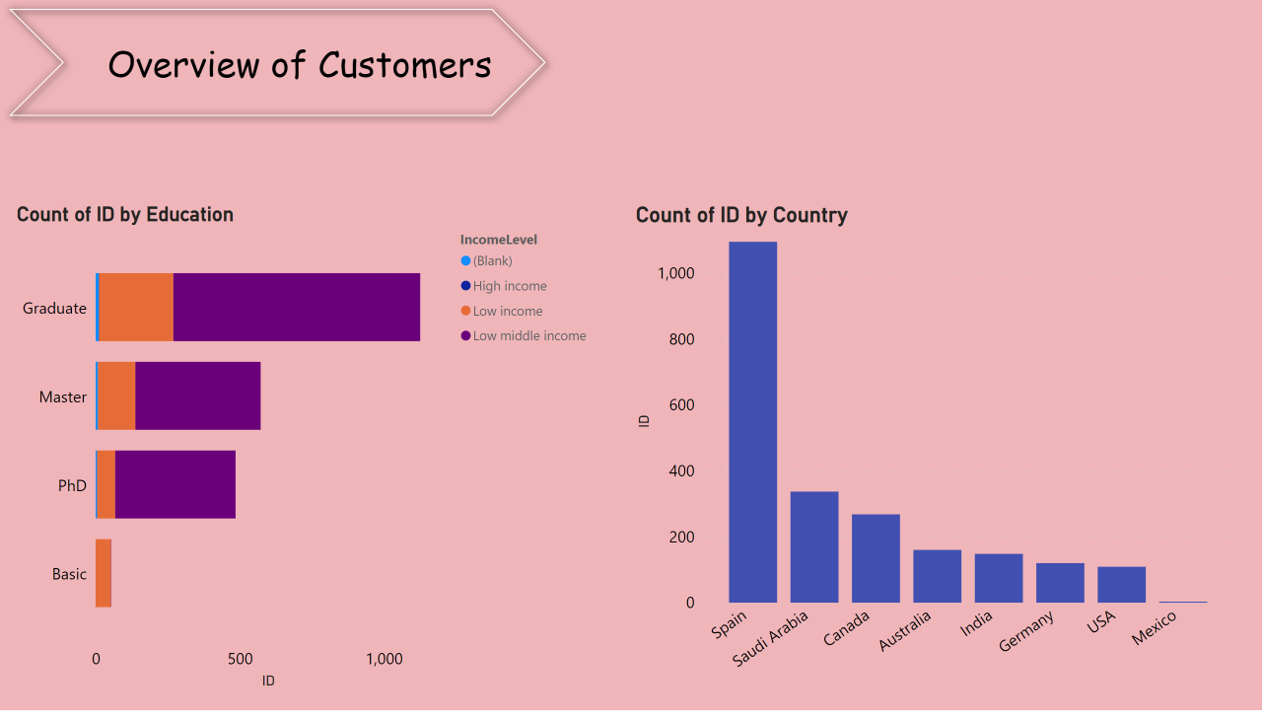 Overview of Customers
Count of ID by Education
IncomeLevel
(Blank)
High income
Low income
Low middle income
Graduate
Master
PhD
Basic
0 500 1,000
ID
Count of ID by Country
1,000
800
600
400
200
0
ID
Spain Saudi Arabia Canada Australia India Germany USA Mexico